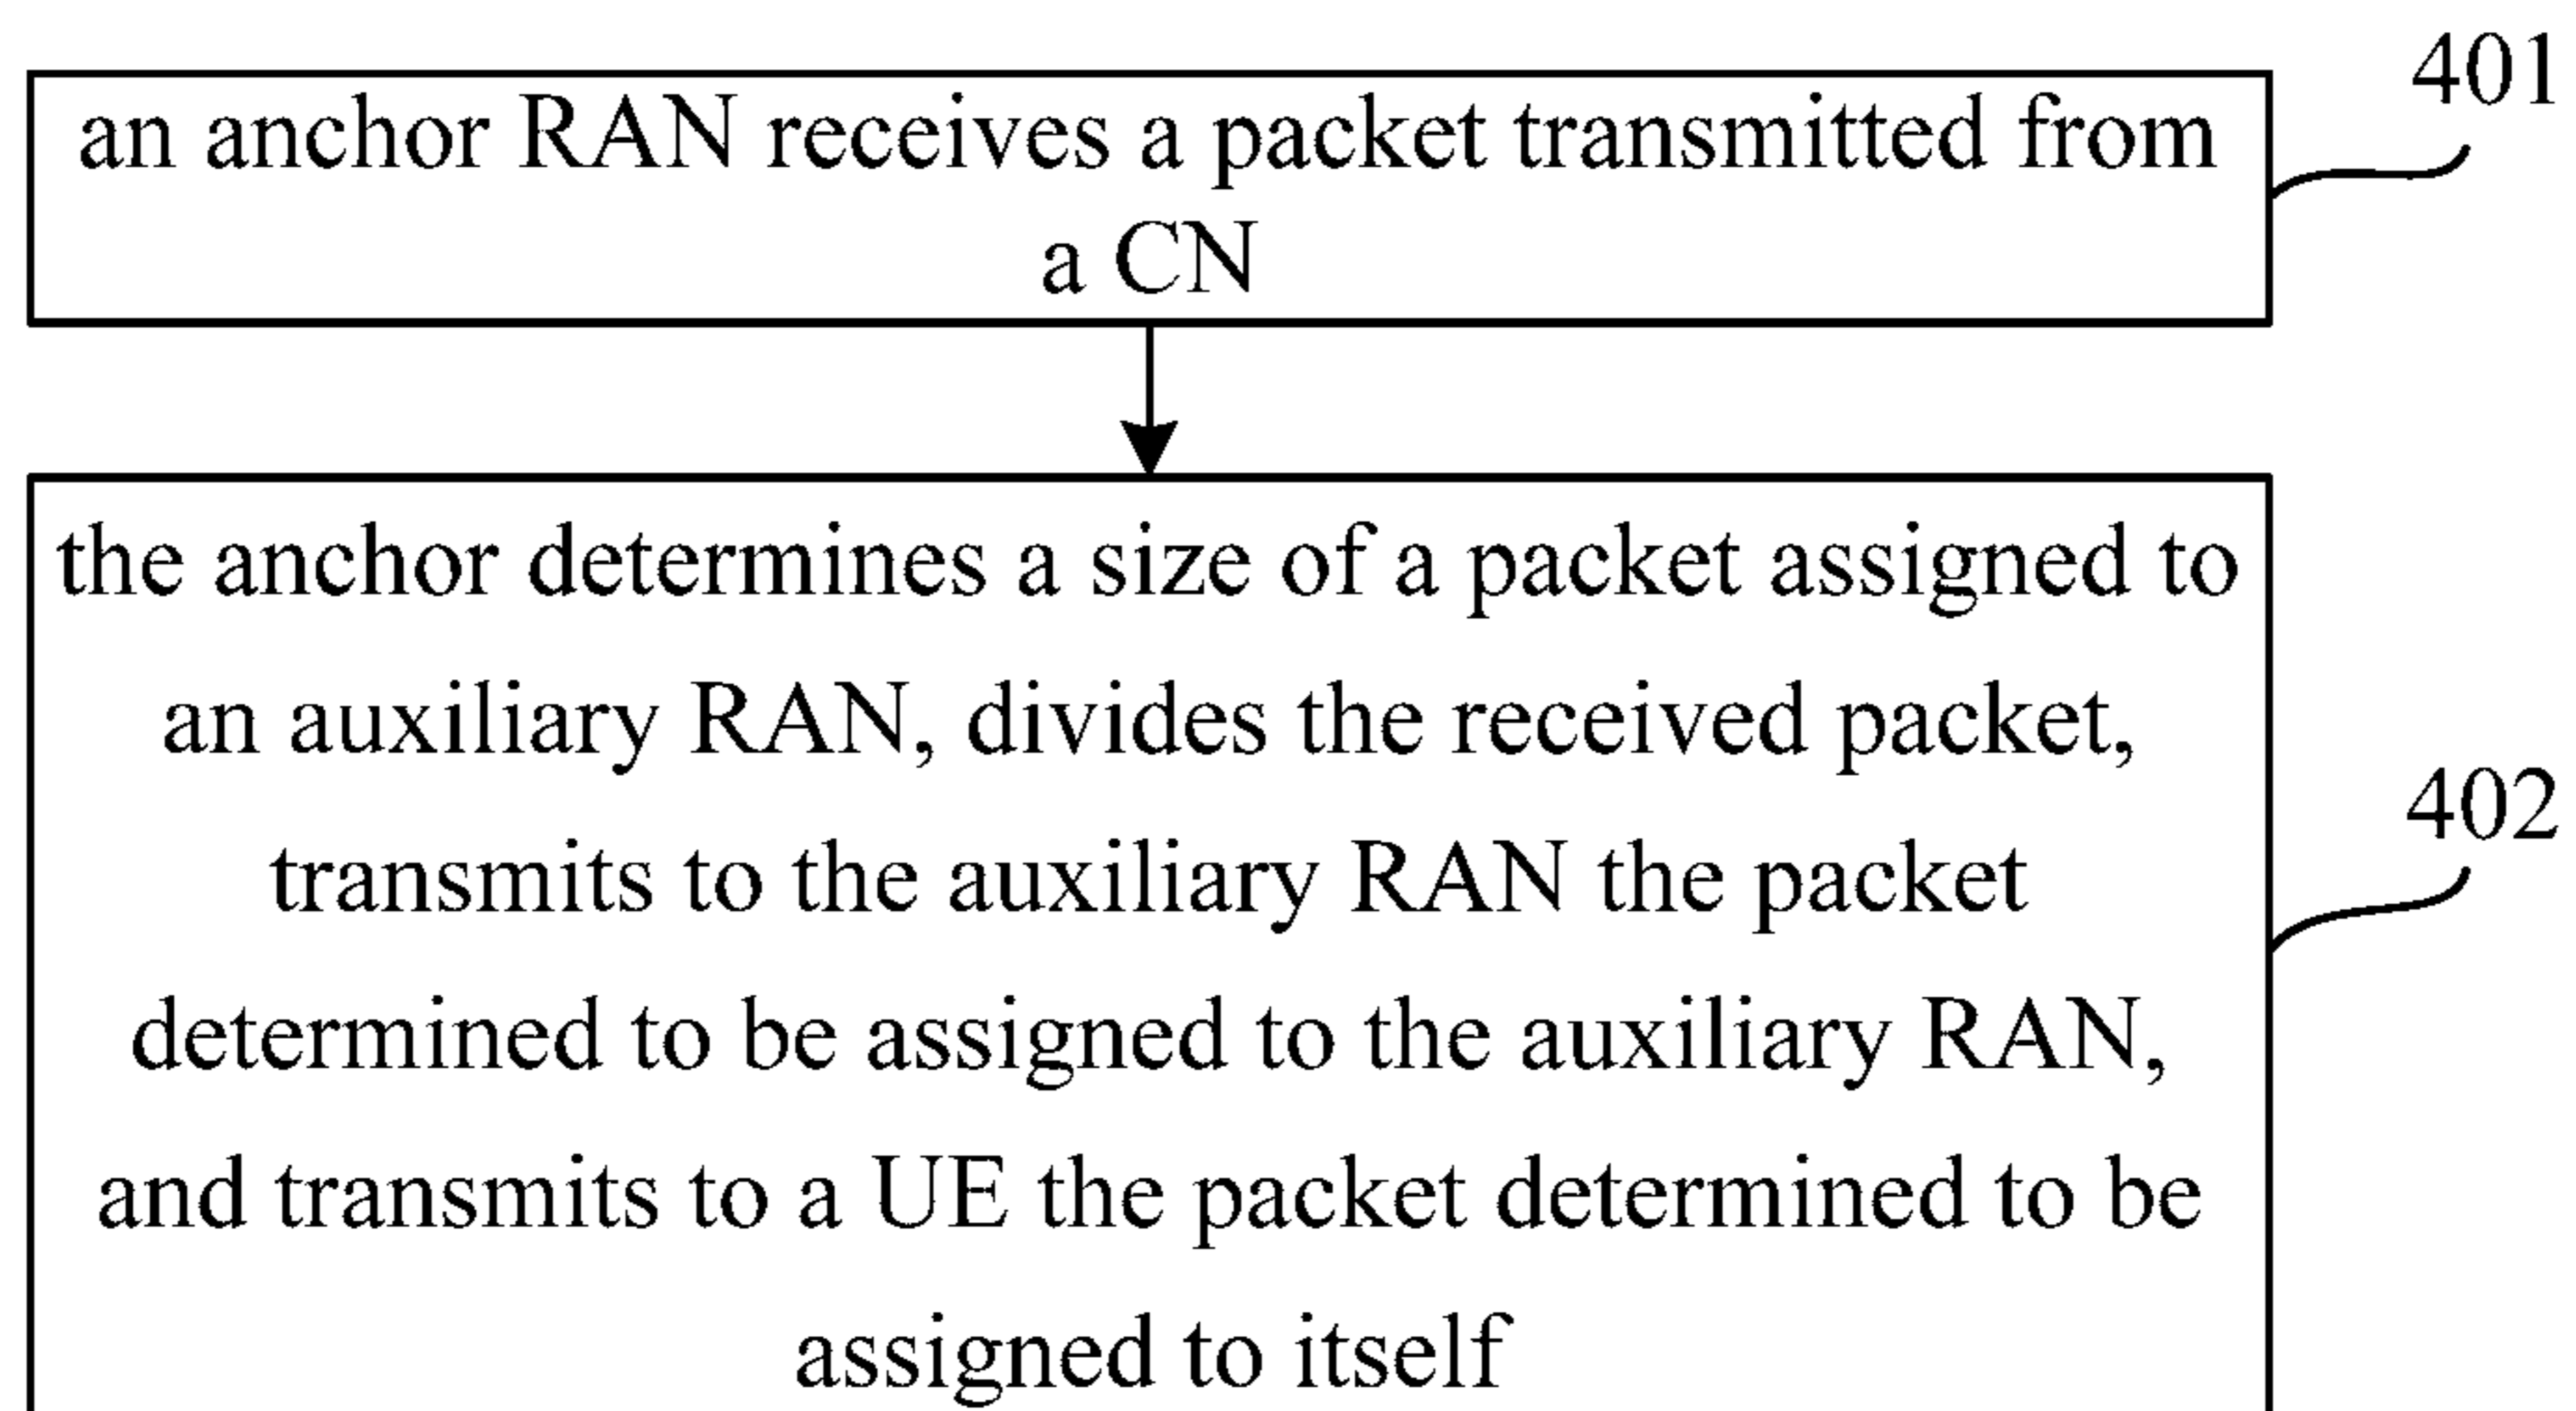 401
an anchor RAN receives a packet transmitted from
a CN
the anchor determines a size of a packet assigned to
an auxiliary RAN, divides the received packet,
transmits to the auxiliary RAN the packet
determined to be assigned to the auxiliary RAN,
and transmits to a UE the packet determined to be
assigned to itself
402